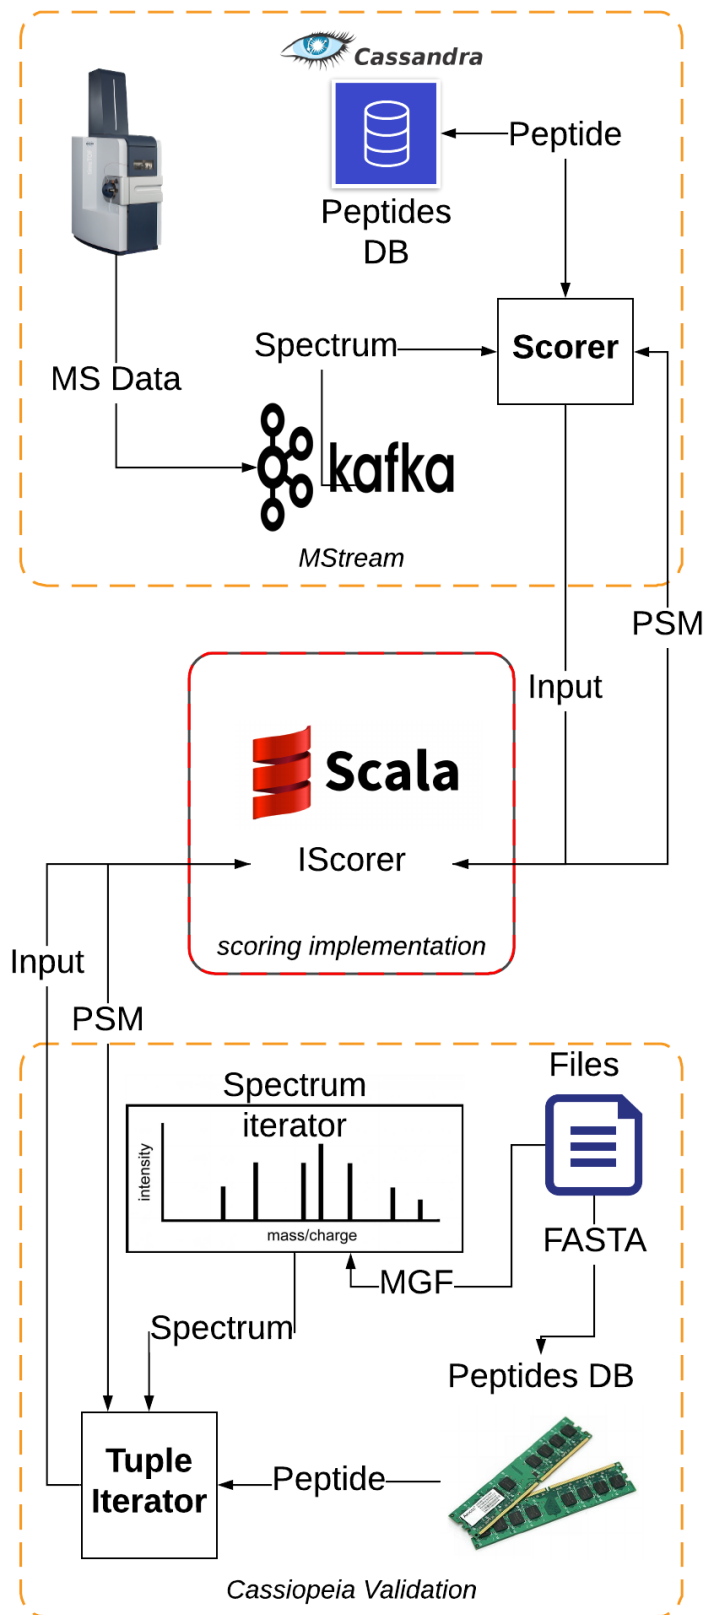 Cassandra
Peptide
Peptides
DB
Spectrum
Scorer
MS Data
kafka
MStream
PSM
Input
Scala
IScorer
scoring implementation
Input
PSM
Files
Spectrum
iterator
intensity
mass/charge
FASTA
MGF
Spectrum
Peptides DB
Tuple
Iterator
Peptide
Cassiopeia Validation